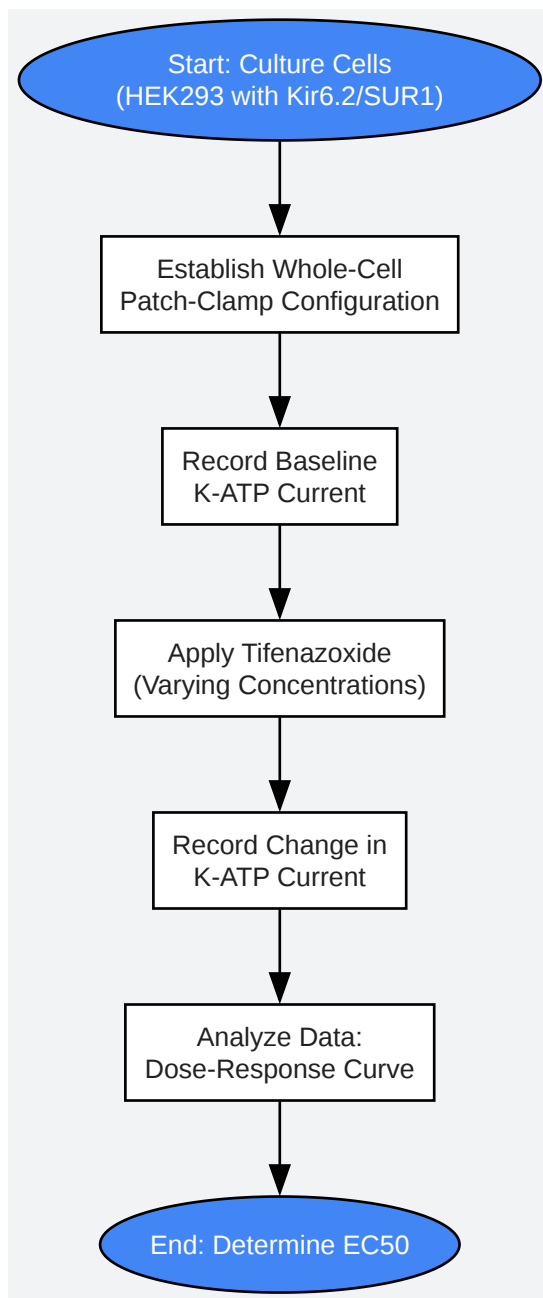 Start: Culture Cells
(HEK293 with Kir6.2/SUR1)
Establish Whole-Cell
Patch-Clamp Configuration
Record Baseline
K-ATP Current
Apply Tifenazoxide
(Varying Concentrations)
Record Change in
K-ATP Current
Analyze Data:
Dose-Response Curve
End: Determine EC50